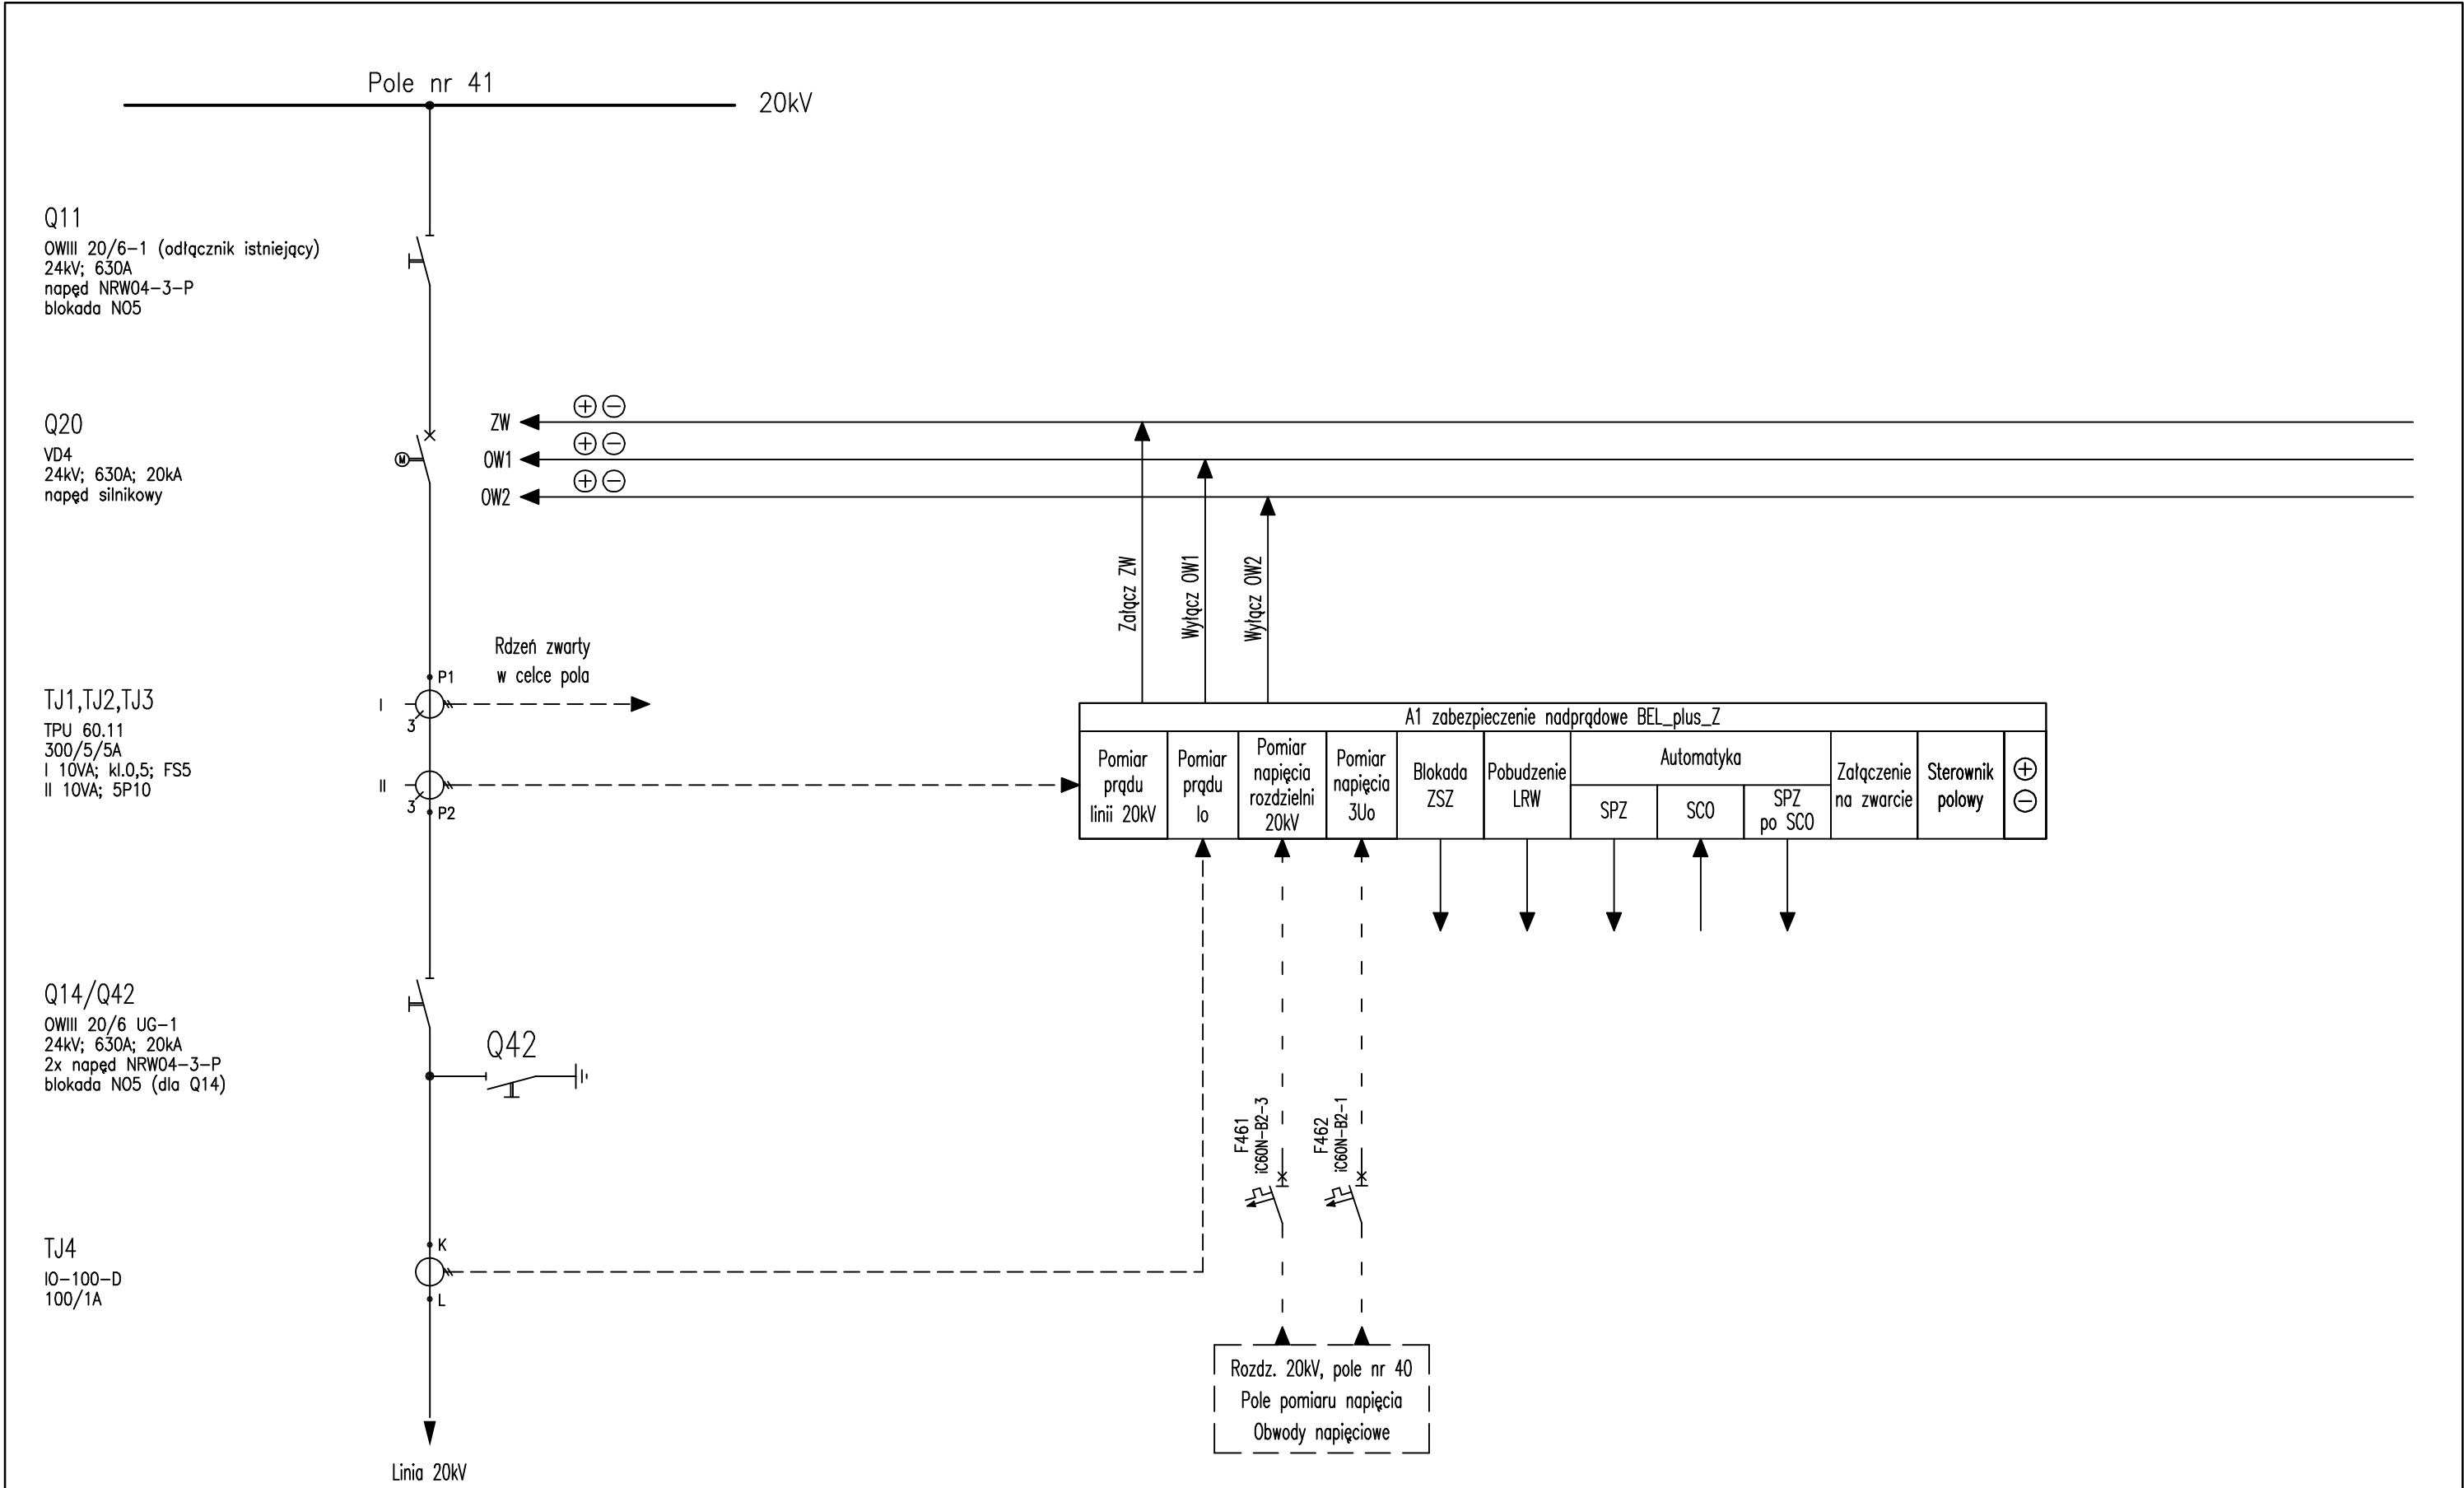 Pole nr 41
20kV
Q11
OWIII 20/6-1 (odłącznik istniejący)
24kV; 630A
napęd NRWO4-3-P
blokada NO5
Q20
VD4
24kV; 630A; 20kA
napęd silnikowy
M
ZW
OW1
OW2
Załącz ZW
Wyłącz OW1
Wyłącz OW2
Rdzeń zwarty
w celce pola
TJ1,TJ2,TJ3
TPU 60.11
300/5/5A
I 10VA; kl.0,5; FS5
II 10VA; 5P10
P1
I
3
II
3
P2
A1 zabezpieczenie nadprądowe BEL_plus_Z
Pomiar
prądu
linii 20kV
Pomiar
prądu
Io
Pomiar
napięcia
rozdzielni
20kV
Pomiar
napięcia
3Uo
Blokada
ZSZ
Pobudzenie
LRW
Automatyka
SPZ
SCO
SPZ
po SCO
Załączenie
na zwarcie
Sterownik
polowy
Q14/Q42
OWIII 20/6 UG-1
24kV; 630A; 20kA
2x napęd NRWO4-3-P
blokada NO5 (dla Q14)
Q42
F461
iC60N-B2-3
F462
iC60N-B2-1
TJ4
IO-100-D
100/1A
K
L
Rozdz. 20kV, pole nr 40
Pole pomiaru napięcia
Obwody napięciowe
Linia 20kV